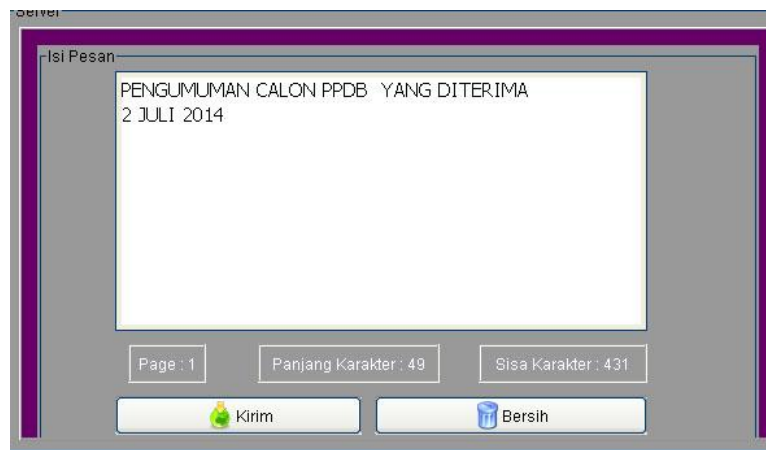 Server
Isi Pesan
PENGUMUMAN CALON PPDB  YANG DITERIMA
2 JULI 2014
Page : 1
Panjang Karakter : 49
Sisa Karakter : 431
Kirim
Bersih